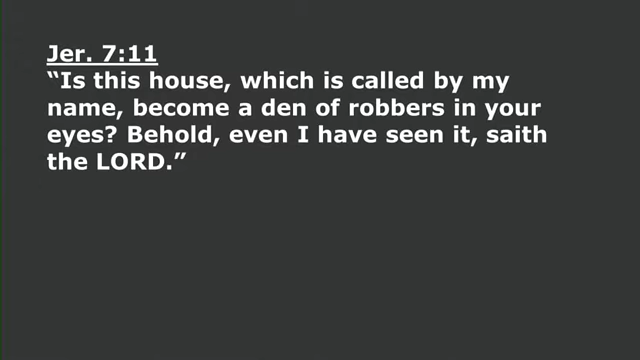 Jer. 7:11
“Is this house, which is called by my
name, become a den of robbers in your
eyes? Behold, even I have seen it, saith
the LORD.”